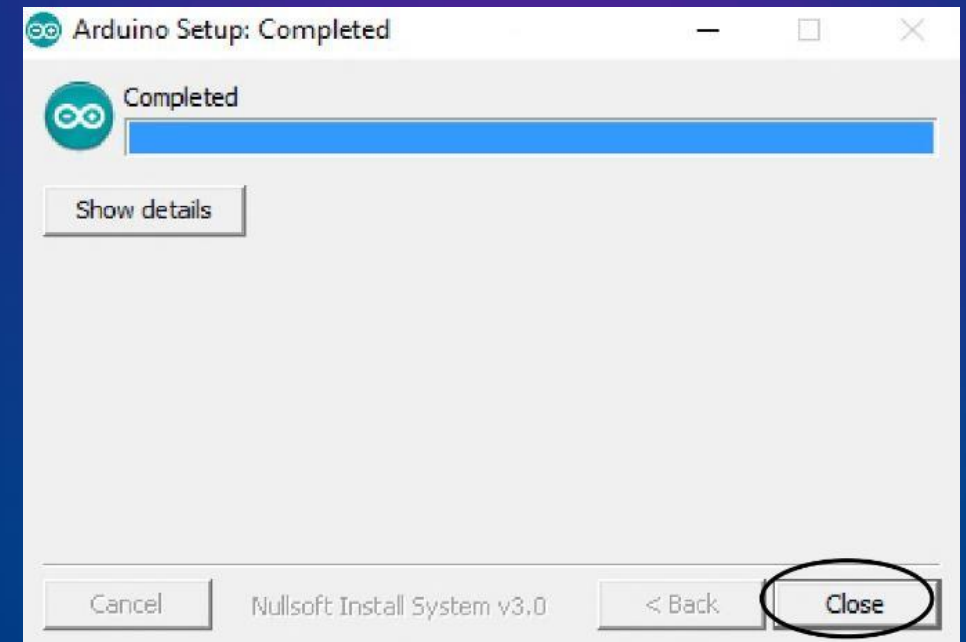 Arduino Setup: Completed
Completed
Show details
Cancel Nullsoft Install System v3.0 < Back Close